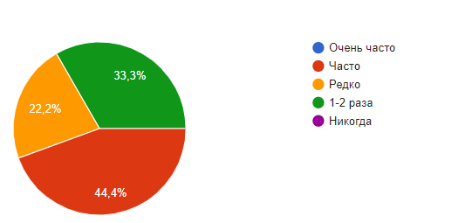 Очень часто
Часто
Редко
1-2 раза
Никогда
33,3%
22,2%
44,4%